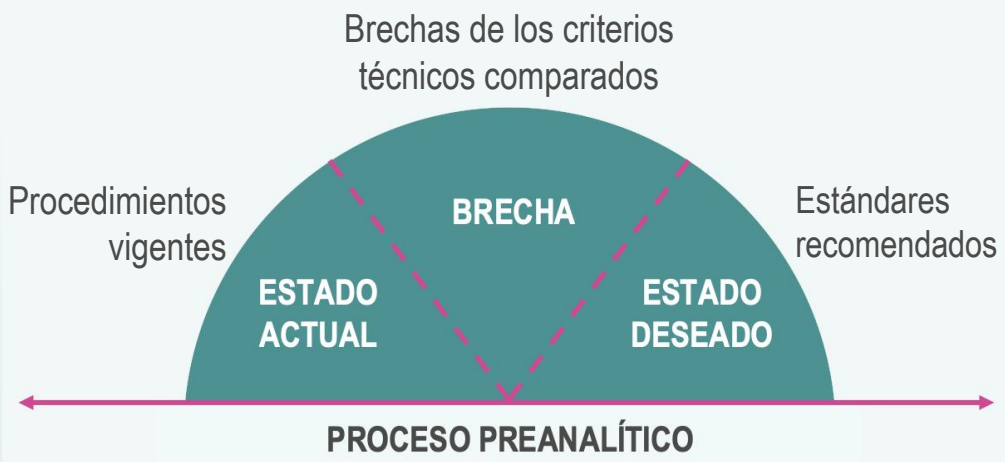 Brechas de los criterios
técnicos comparados
Procedimientos
vigentes
BRECHA
Estándares
recomendados
ESTADO
ACTUAL
ESTADO
DESEADO
PROCESO PREANALÍTICO